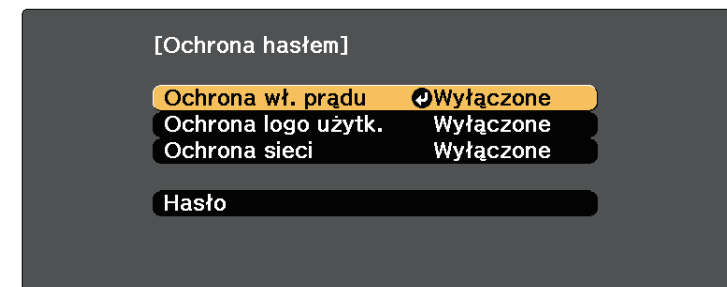 [Ochrona hasłem]
Ochrona wł. prądu Wyłączone
Ochrona logo użytk. Wyłączone
Ochrona sieci Wyłączone
Hasło